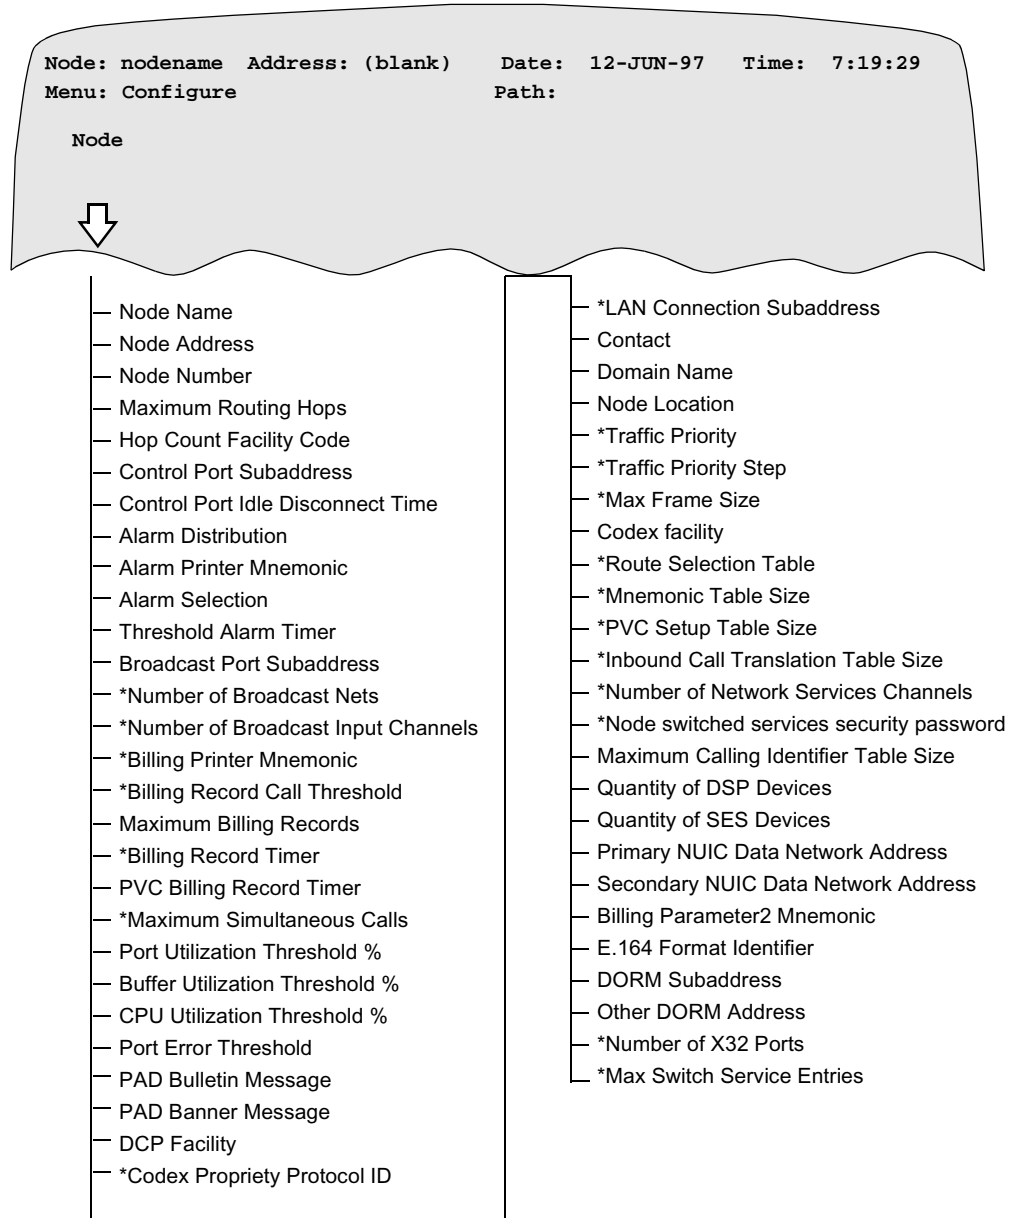 Node: nodename Address: (blank) Date: 12-JUN-97 Time: 7:19:29
Menu: Configure Path:
Node
Node Name
Node Address
Node Number
Maximum Routing Hops
Hop Count Facility Code
Control Port Subaddress
Control Port Idle Disconnect Time
Alarm Distribution
Alarm Printer Mnemonic
Alarm Selection
Threshold Alarm Timer
Broadcast Port Subaddress
*Number of Broadcast Nets
*Number of Broadcast Input Channels
*Billing Printer Mnemonic
*Billing Record Call Threshold
Maximum Billing Records
*Billing Record Timer
PVC Billing Record Timer
*Maximum Simultaneous Calls
Port Utilization Threshold %
Buffer Utilization Threshold %
CPU Utilization Threshold %
Port Error Threshold
PAD Bulletin Message
PAD Banner Message
DCP Facility
*Codex Propriety Protocol ID
*LAN Connection Subaddress
Contact
Domain Name
Node Location
*Traffic Priority
*Traffic Priority Step
*Max Frame Size
Codex facility
*Route Selection Table
*Mnemonic Table Size
*PVC Setup Table Size
*Inbound Call Translation Table Size
*Number of Network Services Channels
*Node switched services security password
Maximum Calling Identifier Table Size
Quantity of DSP Devices
Quantity of SES Devices
Primary NUIC Data Network Address
Secondary NUIC Data Network Address
Billing Parameter2 Mnemonic
E.164 Format Identifier
DORM Subaddress
Other DORM Address
*Number of X32 Ports
*Max Switch Service Entries